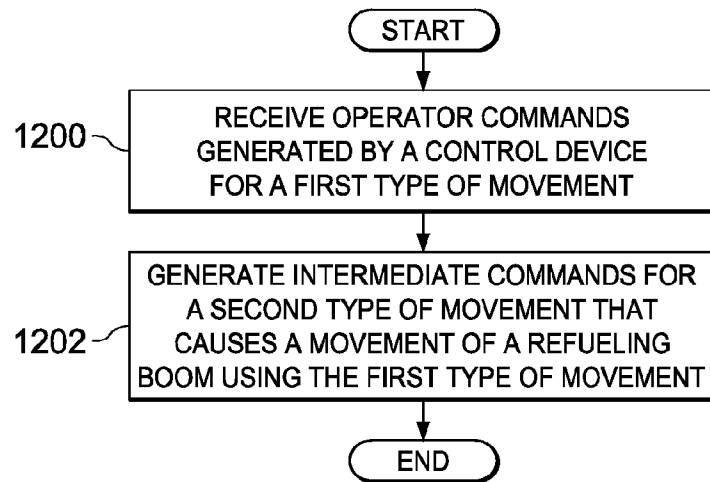 START
1200
RECEIVE OPERATOR COMMANDS
GENERATED BY A CONTROL DEVICE
FOR A FIRST TYPE OF MOVEMENT
1202
GENERATE INTERMEDIATE COMMANDS FOR
A SECOND TYPE OF MOVEMENT THAT
CAUSES A MOVEMENT OF A REFUELING
BOOM USING THE FIRST TYPE OF MOVEMENT
END